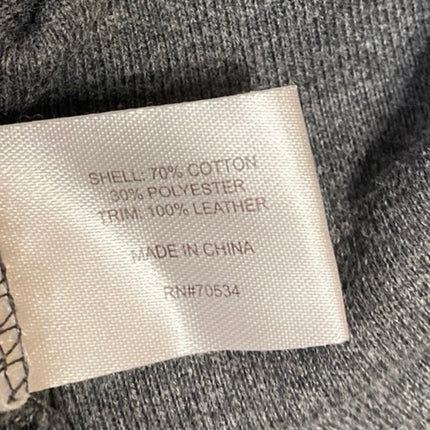 SHELL: 70% COTTON
30% POLYESTER
TRIM: 100% LEATHER
MADE IN CHINA
RN#70534